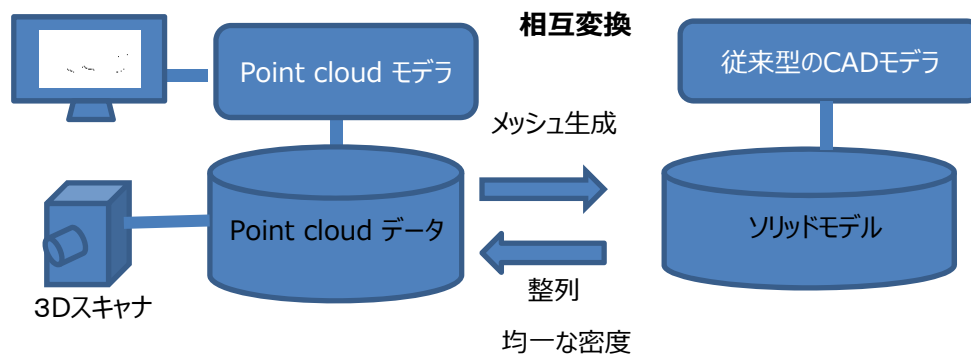 相互変換
Point cloud モデラ
従来型のCADモデラ
メッシュ生成
Point cloud データ
ソリッドモデル
3Dスキャナ
整列
均一な密度